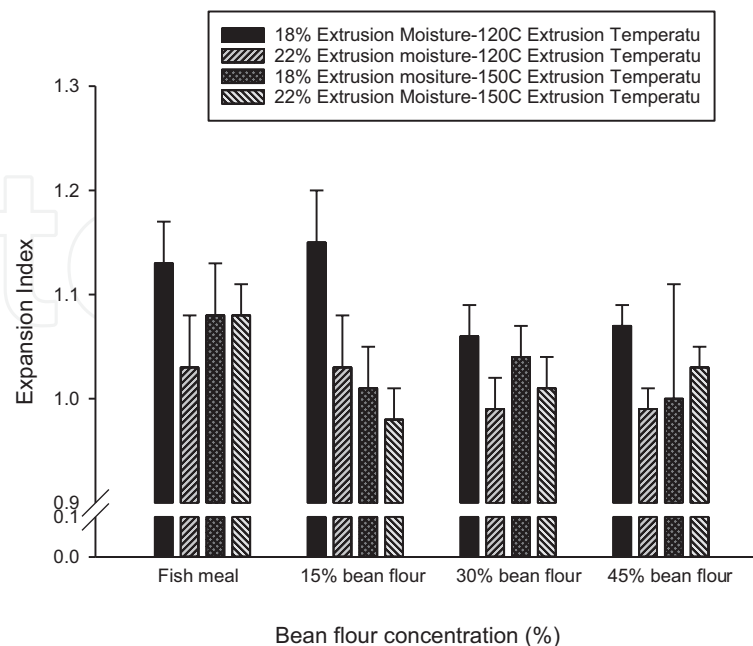 18% Extrusion Moisture-120C Extrusion Temperatu
22% Extrusion moisture-120C Extrusion Temperatu
18% Extrusion mositure-150C Extrusion Temperatu
22% Extrusion Moisture-150C Extrusion Temperatu
1.3
1.2
1.1
1.0
0.9
0.1
0.0
Expansion Index
Fish meal 15% bean flour 30% bean flour 45% bean flour
Bean flour concentration (%)